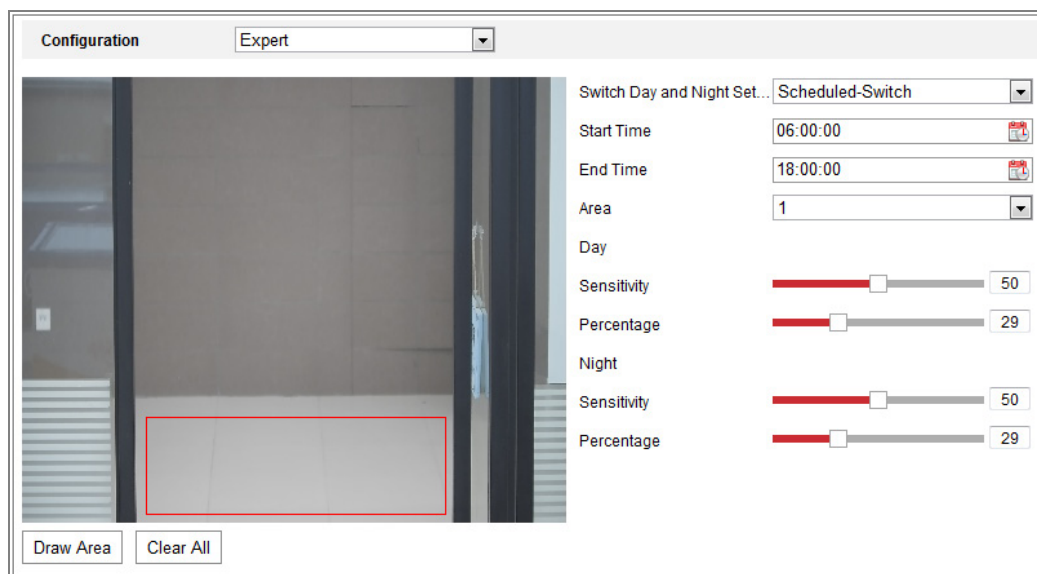 Configuration Expert
Switch Day and Night Set... Scheduled-Switch
Start Time 06:00:00
End Time 18:00:00
Area 1
Day
Sensitivity 50
Percentage 29
Night
Sensitivity 50
Percentage 29
Draw Area Clear All